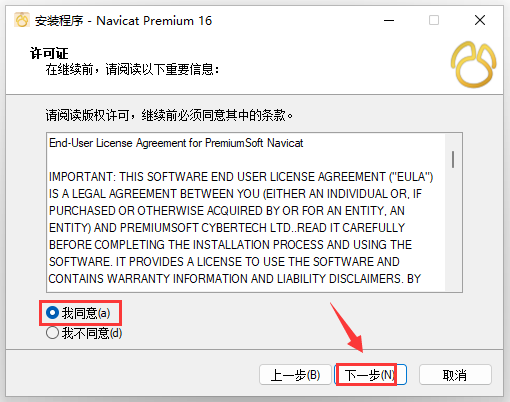 安装程序 - Navicat Premium 16
许可证
在继续前，请阅读以下重要信息：
请阅读版权许可，继续前必须同意其中的条款。
End-User License Agreement for PremiumSoft Navicat
IMPORTANT: THIS SOFTWARE END USER LICENSE AGREEMENT ("EULA")
IS A LEGAL AGREEMENT BETWEEN YOU (EITHER AN INDIVIDUAL OR, IF
PURCHASED OR OTHERWISE ACQUIRED BY OR FOR AN ENTITY, AN
ENTITY) AND PREMIUMSOFT CYBERTECH LTD..READ IT CAREFULLY
BEFORE COMPLETING THE INSTALLATION PROCESS AND USING THE
SOFTWARE. IT PROVIDES A LICENSE TO USE THE SOFTWARE AND
CONTAINS WARRANTY INFORMATION AND LIABILITY DISCLAIMERS. BY
我同意(a)
我不同意(d)
上一步(B) 下一步(N) 取消